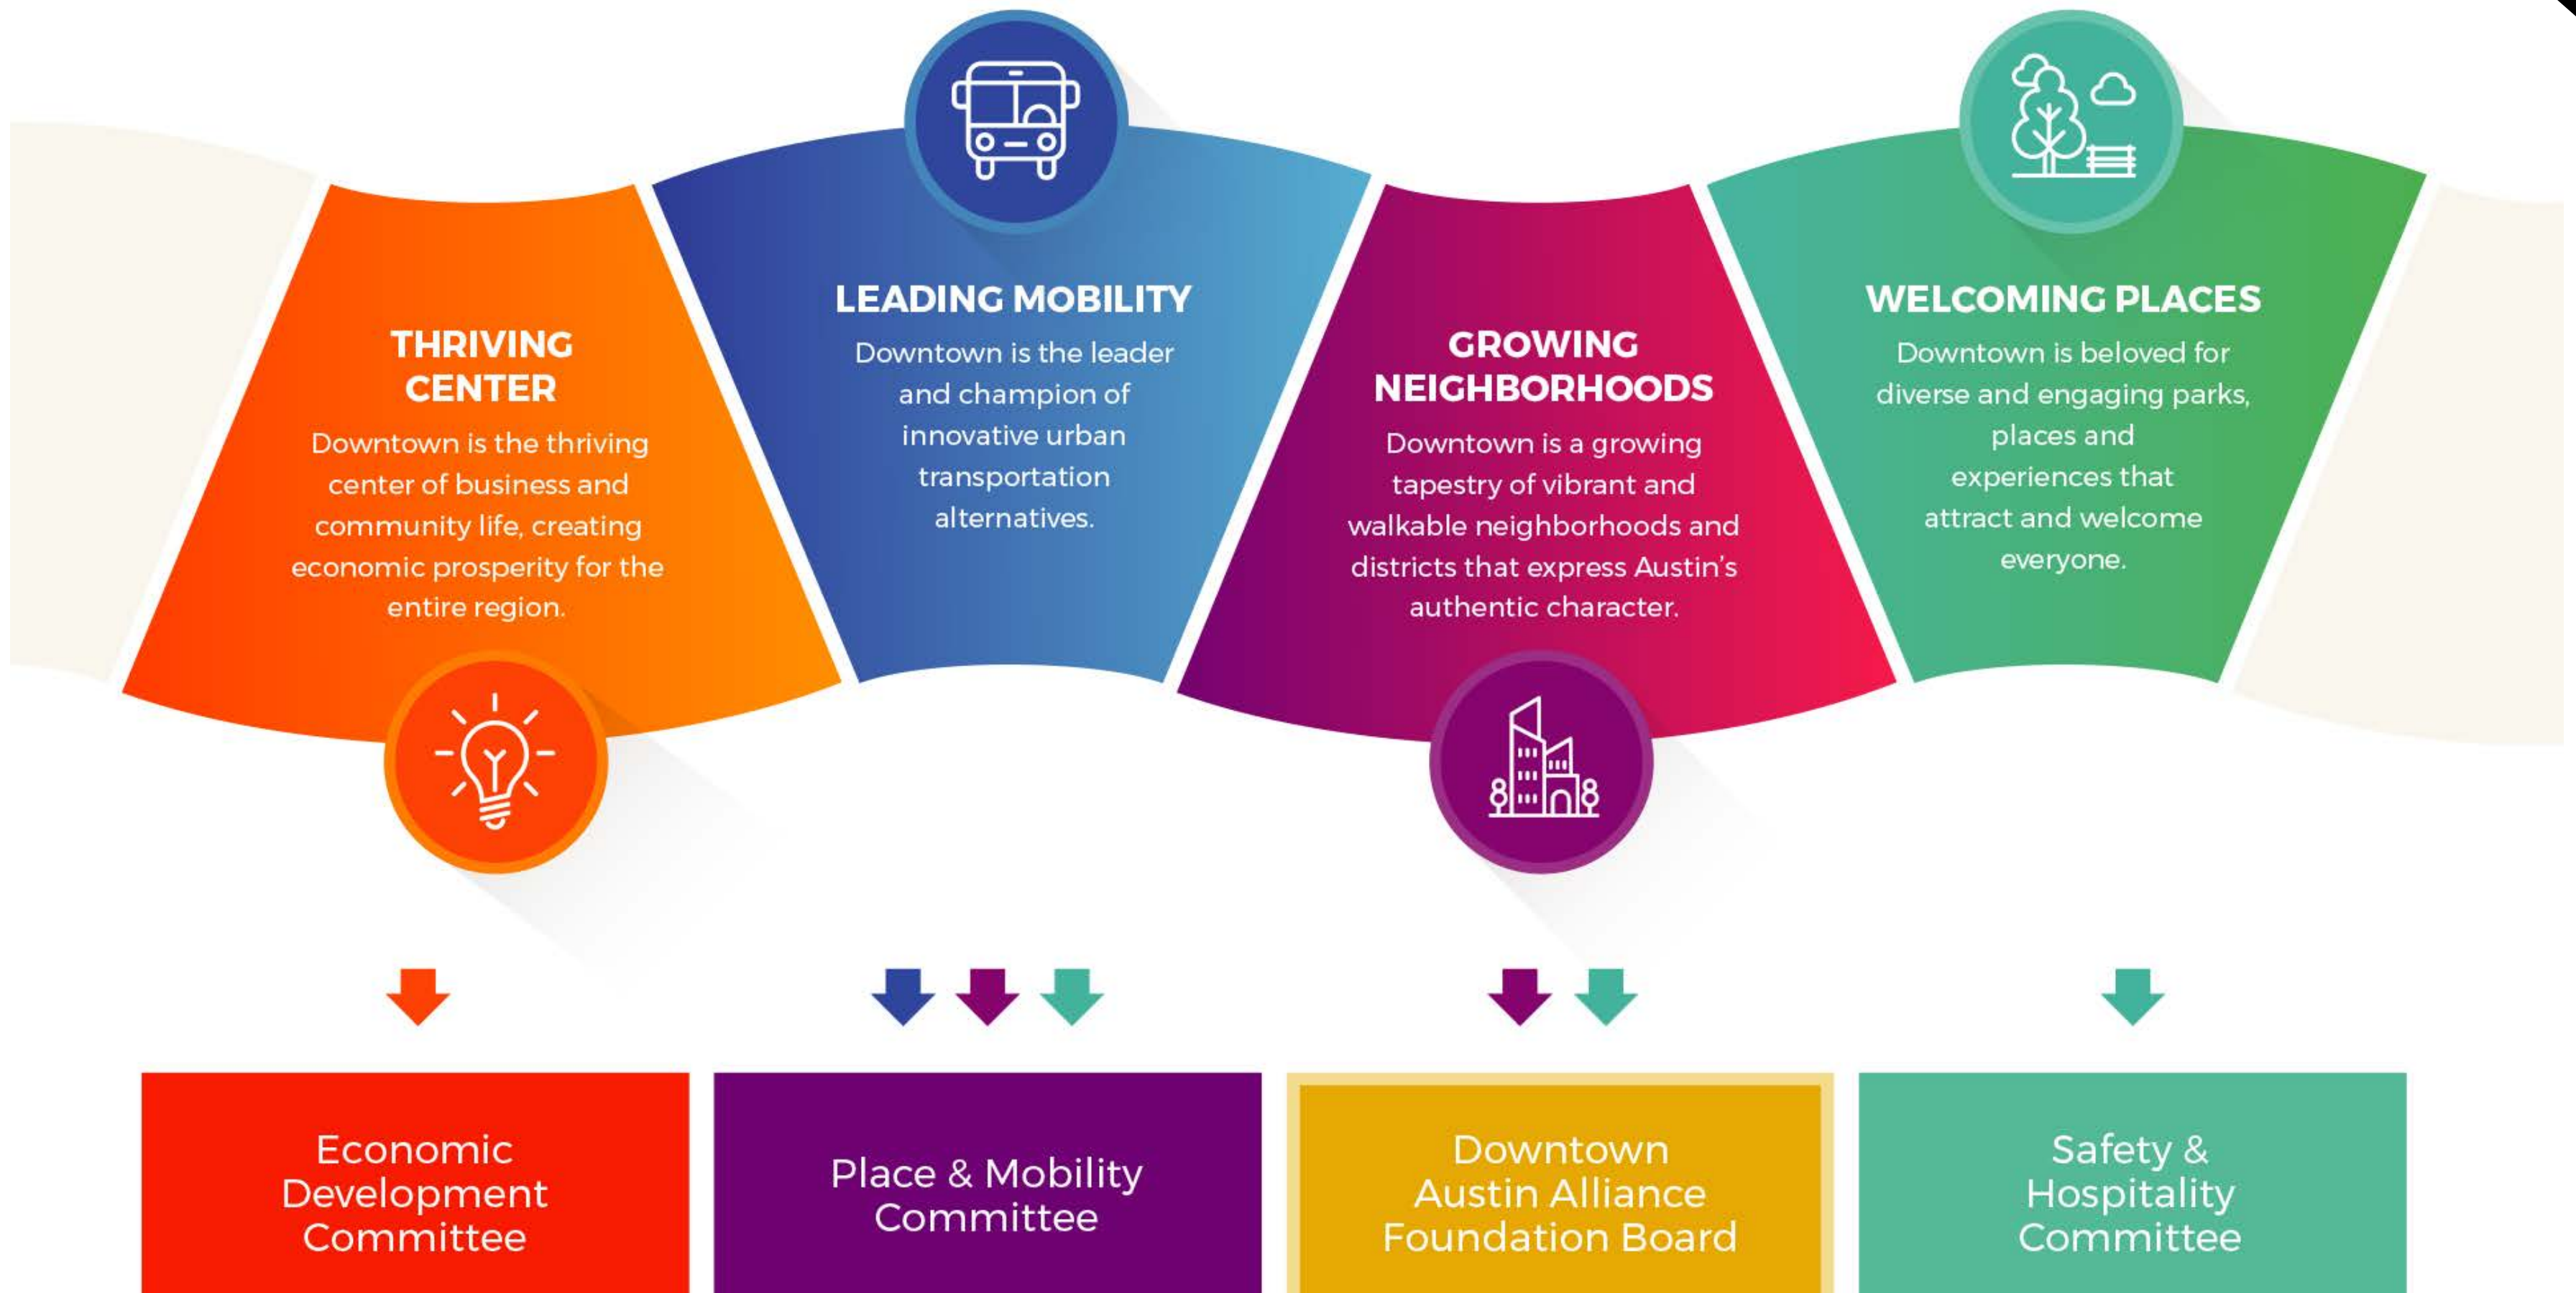 THRIVING
CENTER
Downtown is the thriving
center of business and
community life, creating
economic prosperity for the
entire region.
LEADING MOBILITY
Downtown is the leader
and champion of
innovative urban
transportation
alternatives.
GROWING
NEIGHBORHOODS
Downtown is a growing
tapestry of vibrant and
walkable neighborhoods and
districts that express Austin's
authentic character.
WELCOMING PLACES
Downtown is beloved for
diverse and engaging parks,
places and
experiences that
attract and welcome
everyone.
Economic
Development
Committee
Place & Mobility
Committee
Downtown
Austin Alliance
Foundation Board
Safety &
Hospitality
Committee